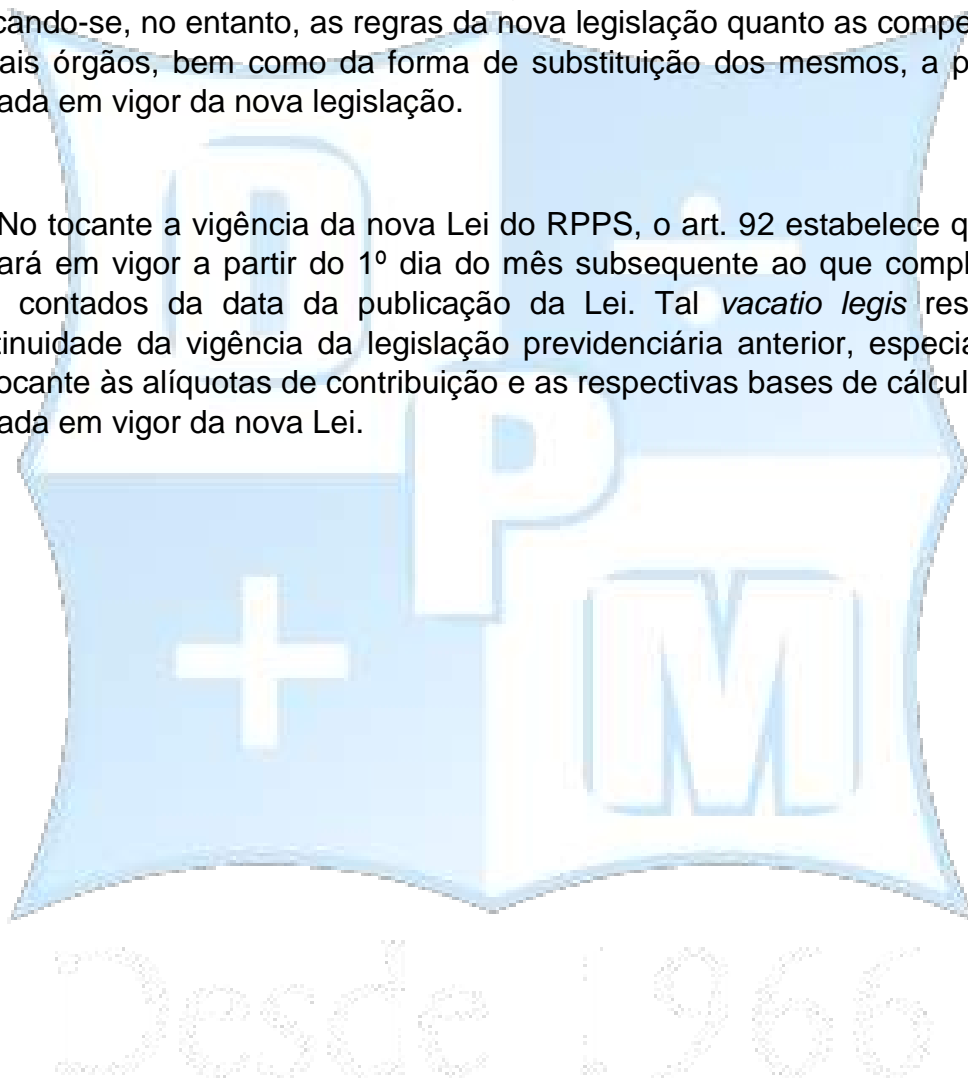 cando-se, no entanto, as regras da nova legislação quanto as compe
ais órgãos, bem como da forma de substituição dos mesmos, a p
ada em vigor da nova legislação.
No tocante a vigência da nova Lei do RPPS, o art. 92 estabelece q
ará em vigor a partir do 1º dia do mês subsequente ao que compl
contados da data da publicação da Lei. Tal vacatio legis res
tinuidade da vigência da legislação previdenciária anterior, especia
ocante às alíquotas de contribuição e as respectivas bases de cálcul
ada em vigor da nova Lei.
D
P
+ M
Desde 1966